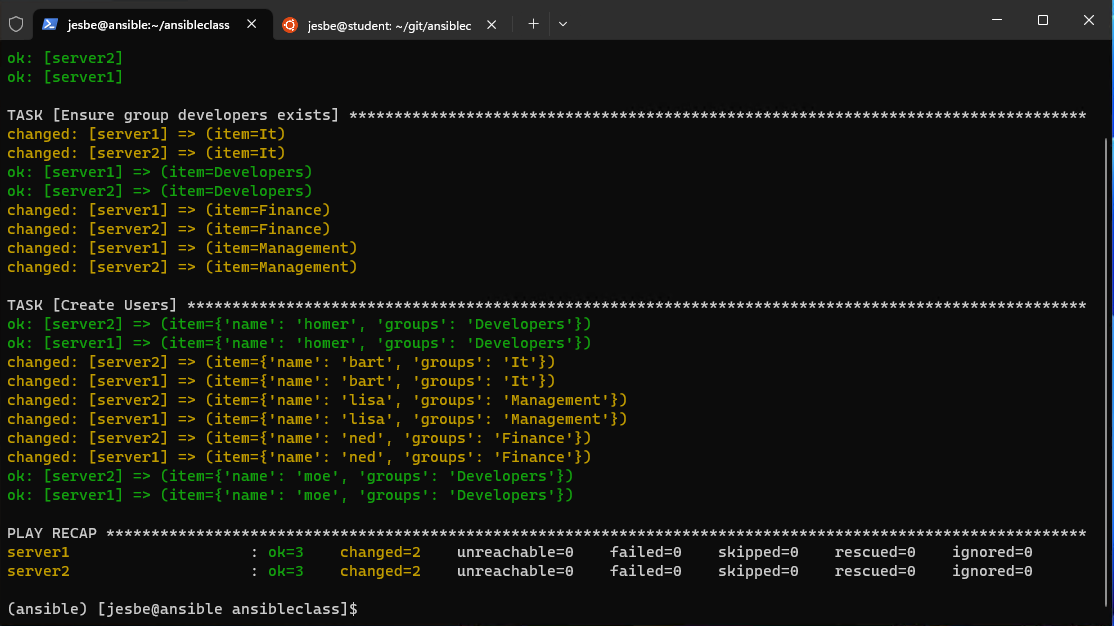 jesbe@ansible:~/ansibleclass
jesbe@student: ~/git/ansiblec
ok: [server2]
ok: [server1]
TASK [Ensure group developers exists] **********************************************************************************
changed: [server1] => (item=It)
changed: [server2] => (item=It)
ok: [server1] => (item=Developers)
ok: [server2] => (item=Developers)
changed: [server1] => (item=Finance)
changed: [server2] => (item=Finance)
changed: [server1] => (item=Management)
changed: [server2] => (item=Management)
TASK [Create Users] ****************************************************************************************************
ok: [server2] => (item={'name': 'homer', 'groups': 'Developers'})
ok: [server1] => (item={'name': 'homer', 'groups': 'Developers'})
changed: [server2] => (item={'name': 'bart', 'groups': 'It'})
changed: [server1] => (item={'name': 'bart', 'groups': 'It'})
changed: [server2] => (item={'name': 'lisa', 'groups': 'Management'})
changed: [server1] => (item={'name': 'lisa', 'groups': 'Management'})
changed: [server2] => (item={'name': 'ned', 'groups': 'Finance'})
changed: [server1] => (item={'name': 'ned', 'groups': 'Finance'})
ok: [server2] => (item={'name': 'moe', 'groups': 'Developers'})
ok: [server1] => (item={'name': 'moe', 'groups': 'Developers'})
PLAY RECAP *************************************************************************************************************
server1                    : ok=3    changed=2    unreachable=0    failed=0    skipped=0    rescued=0    ignored=0
server2                    : ok=3    changed=2    unreachable=0    failed=0    skipped=0    rescued=0    ignored=0
(ansible) [jesbe@ansible ansibleclass]$